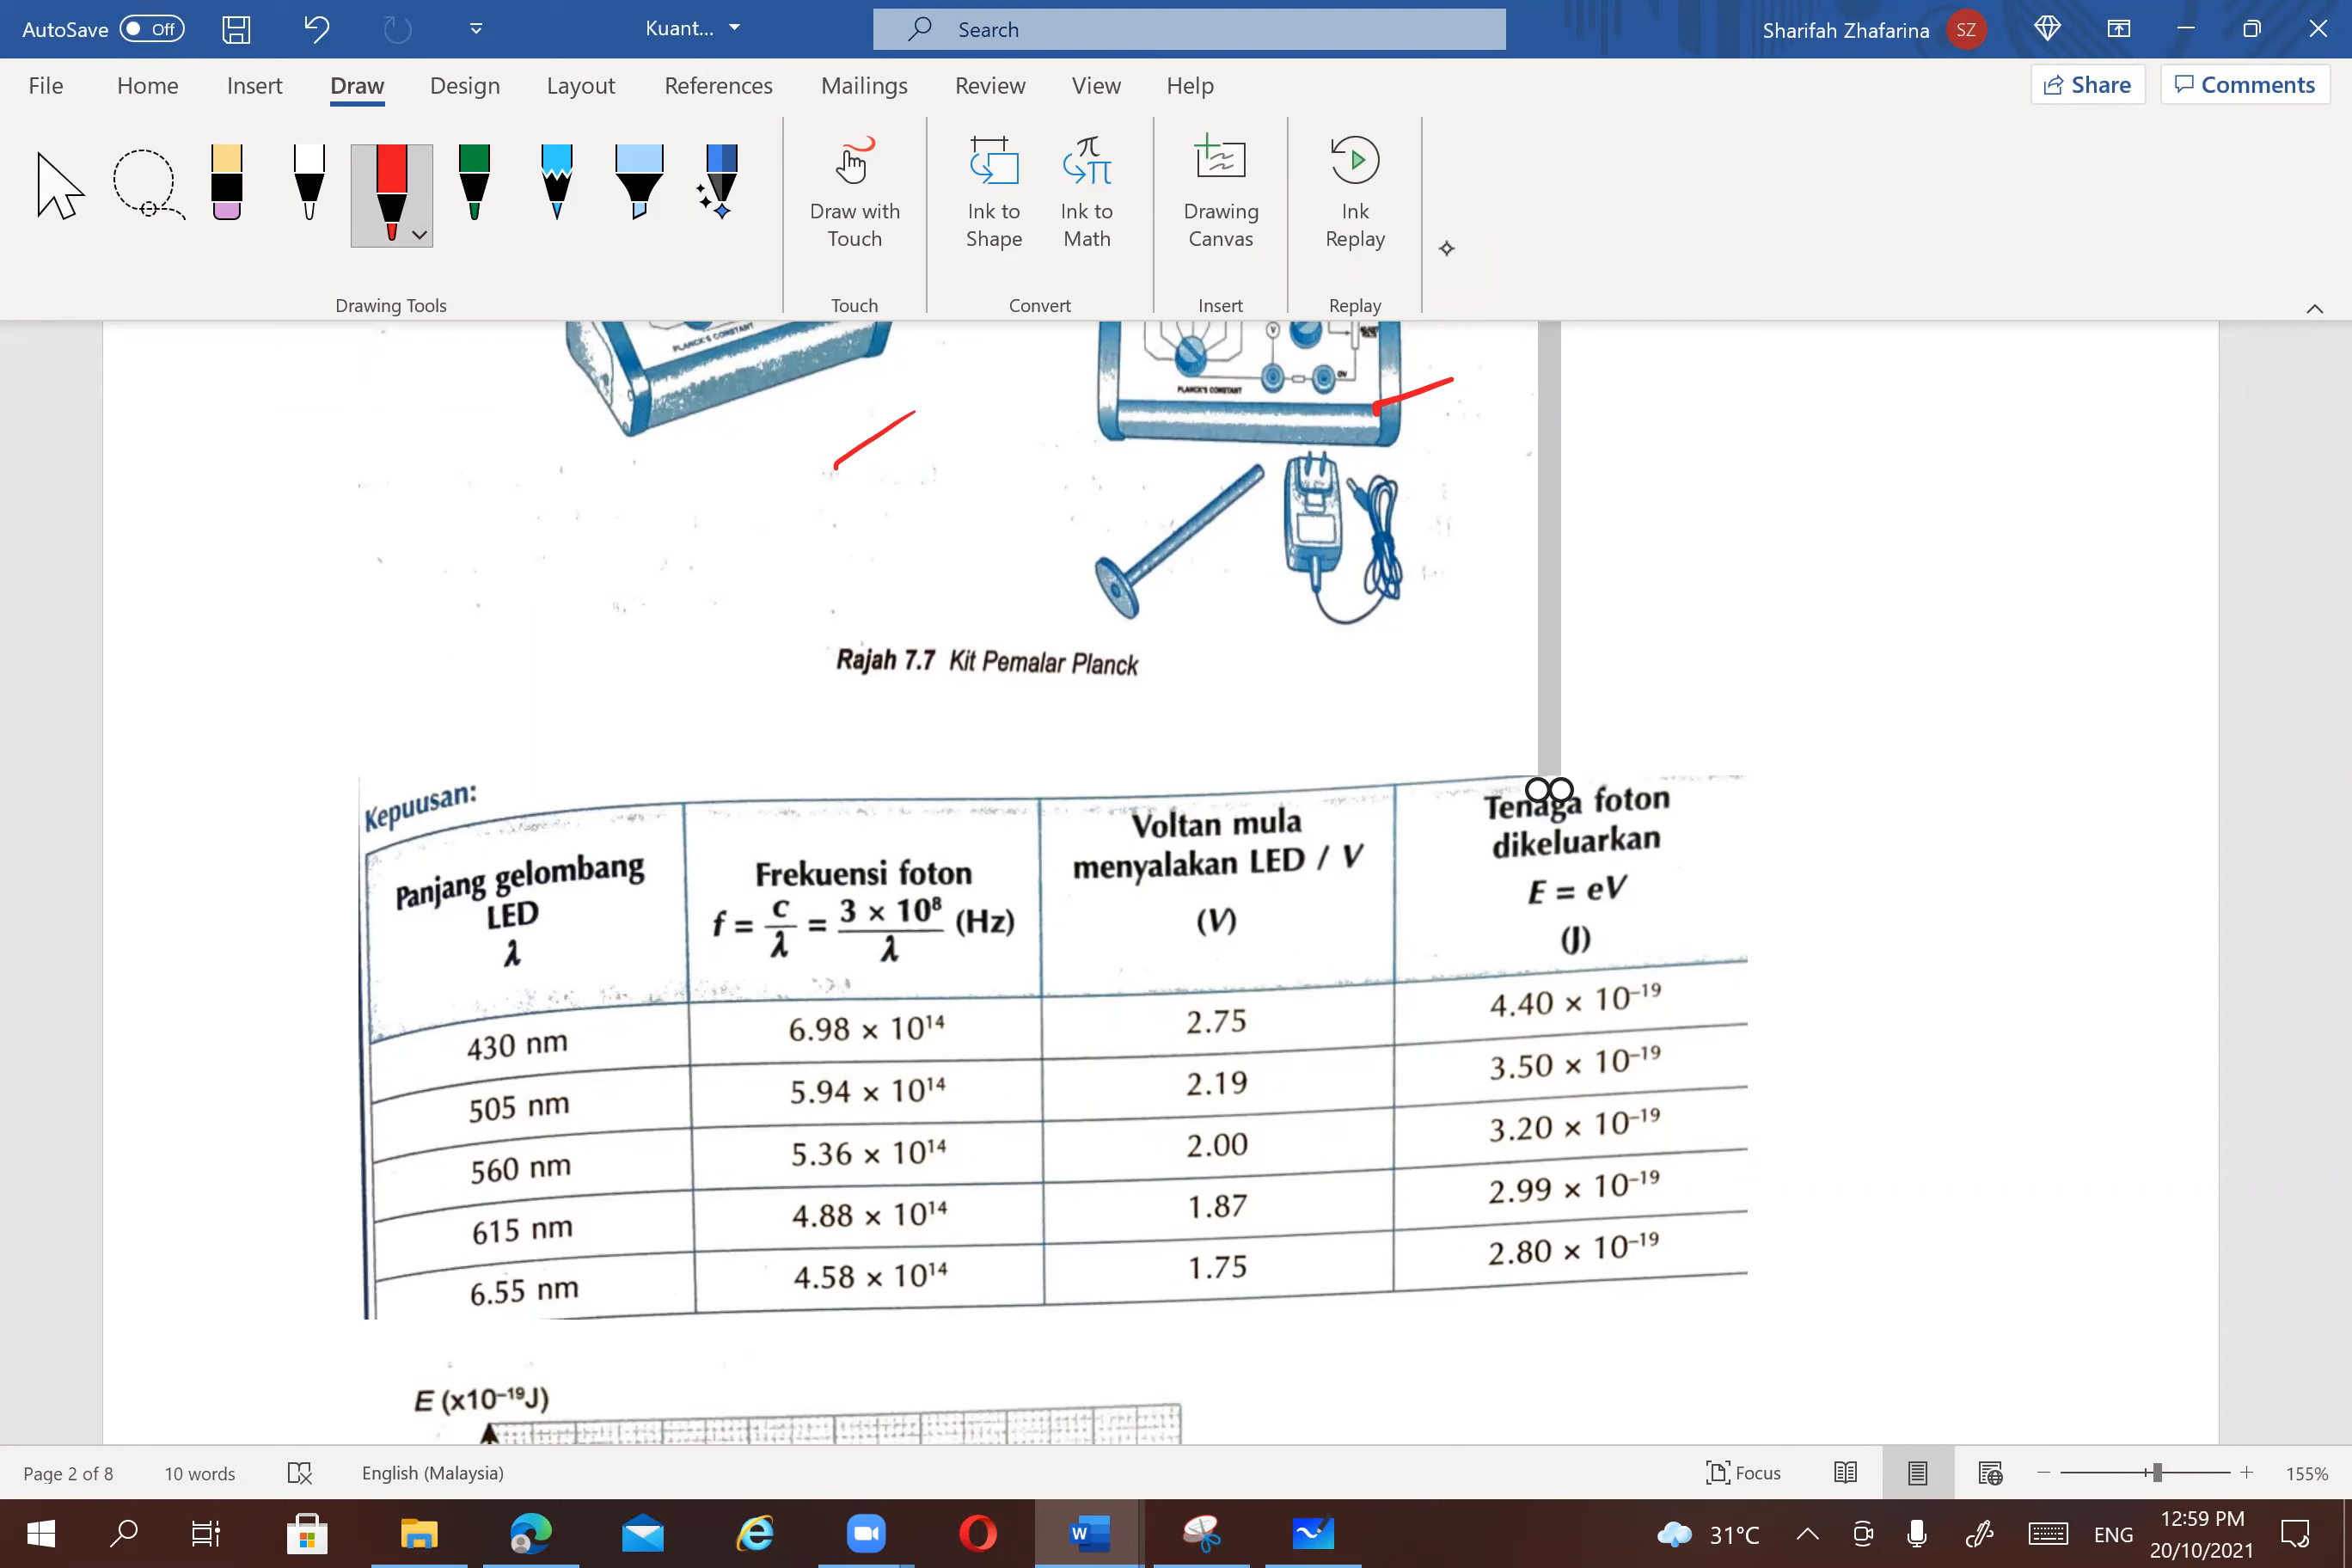 AutoSave Off Kuant... Search Sharifah Zhafarina SZ
File Home Insert Draw Design Layout References Mailings Review View Help Share Comments
Draw with Touch
Ink to Shape
Ink to Math
Drawing Canvas
Ink Replay
Drawing Tools Touch Convert Insert Replay
PLANCK'S CONSTANT
V
0V
PLANCK'S CONSTANT
Rajah 7.7 Kit Pemalar Planck
Kepuusan:
Panjang gelombang LED λ
Frekuensi foton f = c/λ = 3 × 10⁸/λ (Hz)
Voltan mula menyalakan LED / V (V)
Tenaga foton dikeluarkan E = eV (J)
430 nm 6.98 × 10¹⁴ 2.75 4.40 × 10⁻¹⁹
505 nm 5.94 × 10¹⁴ 2.19 3.50 × 10⁻¹⁹
560 nm 5.36 × 10¹⁴ 2.00 3.20 × 10⁻¹⁹
615 nm 4.88 × 10¹⁴ 1.87 2.99 × 10⁻¹⁹
6.55 nm 4.58 × 10¹⁴ 1.75 2.80 × 10⁻¹⁹
E (x10⁻¹⁹J)
Page 2 of 8 10 words English (Malaysia) Focus 155%
31°C ENG 12:59 PM
20/10/2021